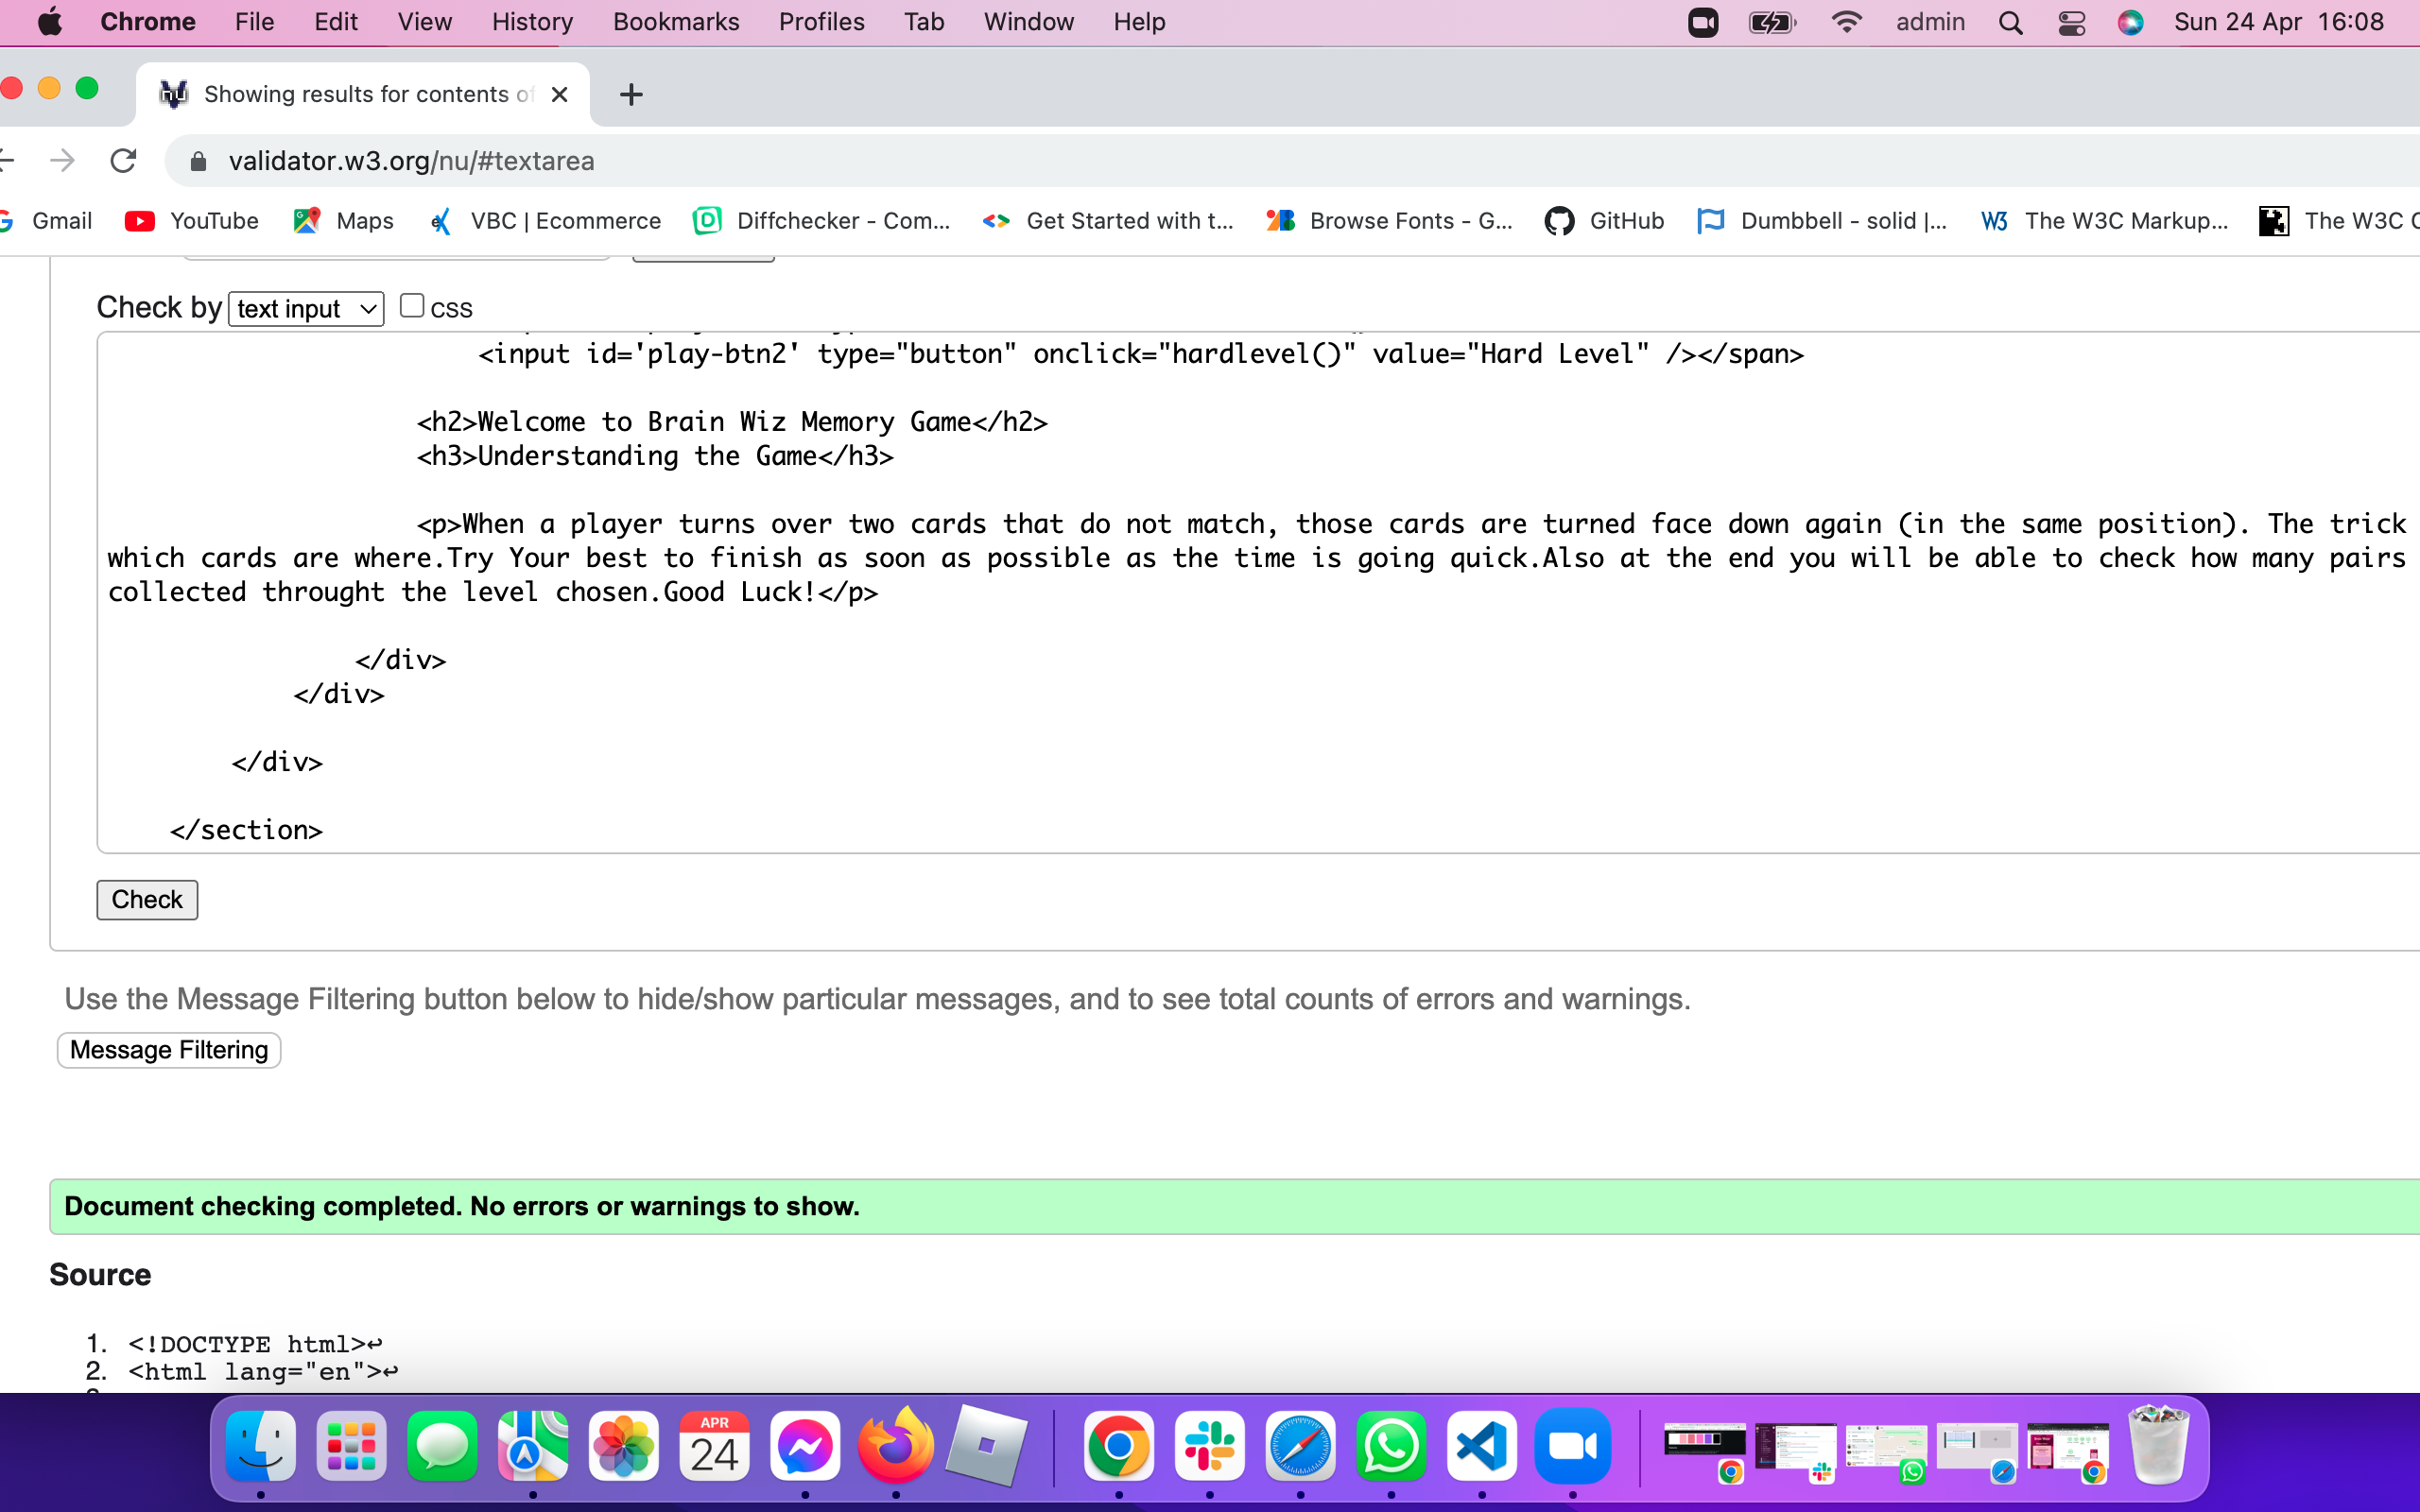 Chrome File Edit View History Bookmarks Profiles Tab Window Help admin Sun 24 Apr 16:08
nu Showing results for contents of
validator.w3.org/nu/#textarea
Gmail YouTube Maps VBC | Ecommerce Diffchecker - Com... Get Started with t... Browse Fonts - G... GitHub Dumbbell - solid |... W3 The W3C Markup... The W3C
Check by text input CSS
<input id='play-btn2' type="button" onclick="hardlevel()" value="Hard Level" /></span>
<h2>Welcome to Brain Wiz Memory Game</h2>
<h3>Understanding the Game</h3>
<p>When a player turns over two cards that do not match, those cards are turned face down again (in the same position). The trick
which cards are where.Try Your best to finish as soon as possible as the time is going quick.Also at the end you will be able to check how many pairs
collected throught the level chosen.Good Luck!</p>
</div>
</div>
</div>
</section>
Check
Use the Message Filtering button below to hide/show particular messages, and to see total counts of errors and warnings.
Message Filtering
Document checking completed. No errors or warnings to show.
Source
1. <!DOCTYPE html>↩
2. <html lang="en">↩
APR
24